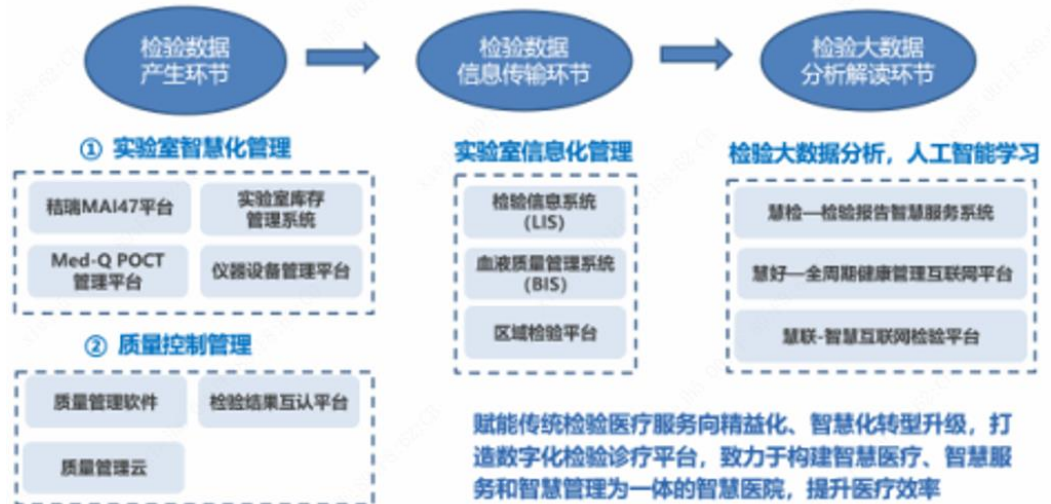 检验数据
产生环节
检验数据
信息传输环节
检验大数据
分析解读环节
① 实验室智慧化管理
秸瑞MAI47平台
实验室库存
管理系统
Med-Q POCT
管理平台
仪器设备管理平台
② 质量控制管理
质量管理软件
检验结果互认平台
质量管理云
实验室信息化管理
检验信息系统
(LIS)
血液质量管理系统
(BIS)
区域检验平台
检验大数据分析，人工智能学习
慧检—检验报告智慧服务系统
慧好—全周期健康管理互联网平台
慧联-智慧互联网检验平台
赋能传统检验医疗服务向精益化、智慧化转型升级，打
造数字化检验诊疗平台，致力于构建智慧医疗、智慧服
务和智慧管理为一体的智慧医院，提升医疗效率